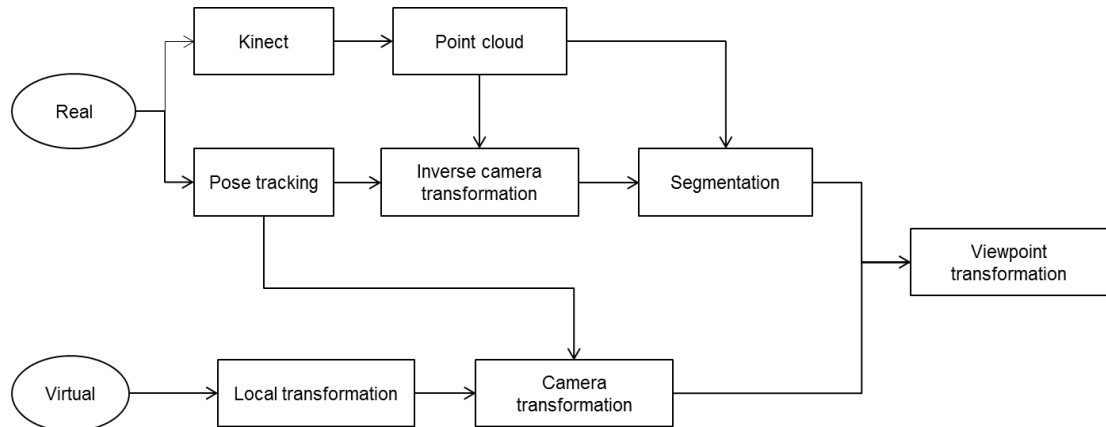 Kinect
Point cloud
Real
Pose tracking
Inverse camera
transformation
Segmentation
Viewpoint
transformation
Virtual
Local transformation
Camera
transformation